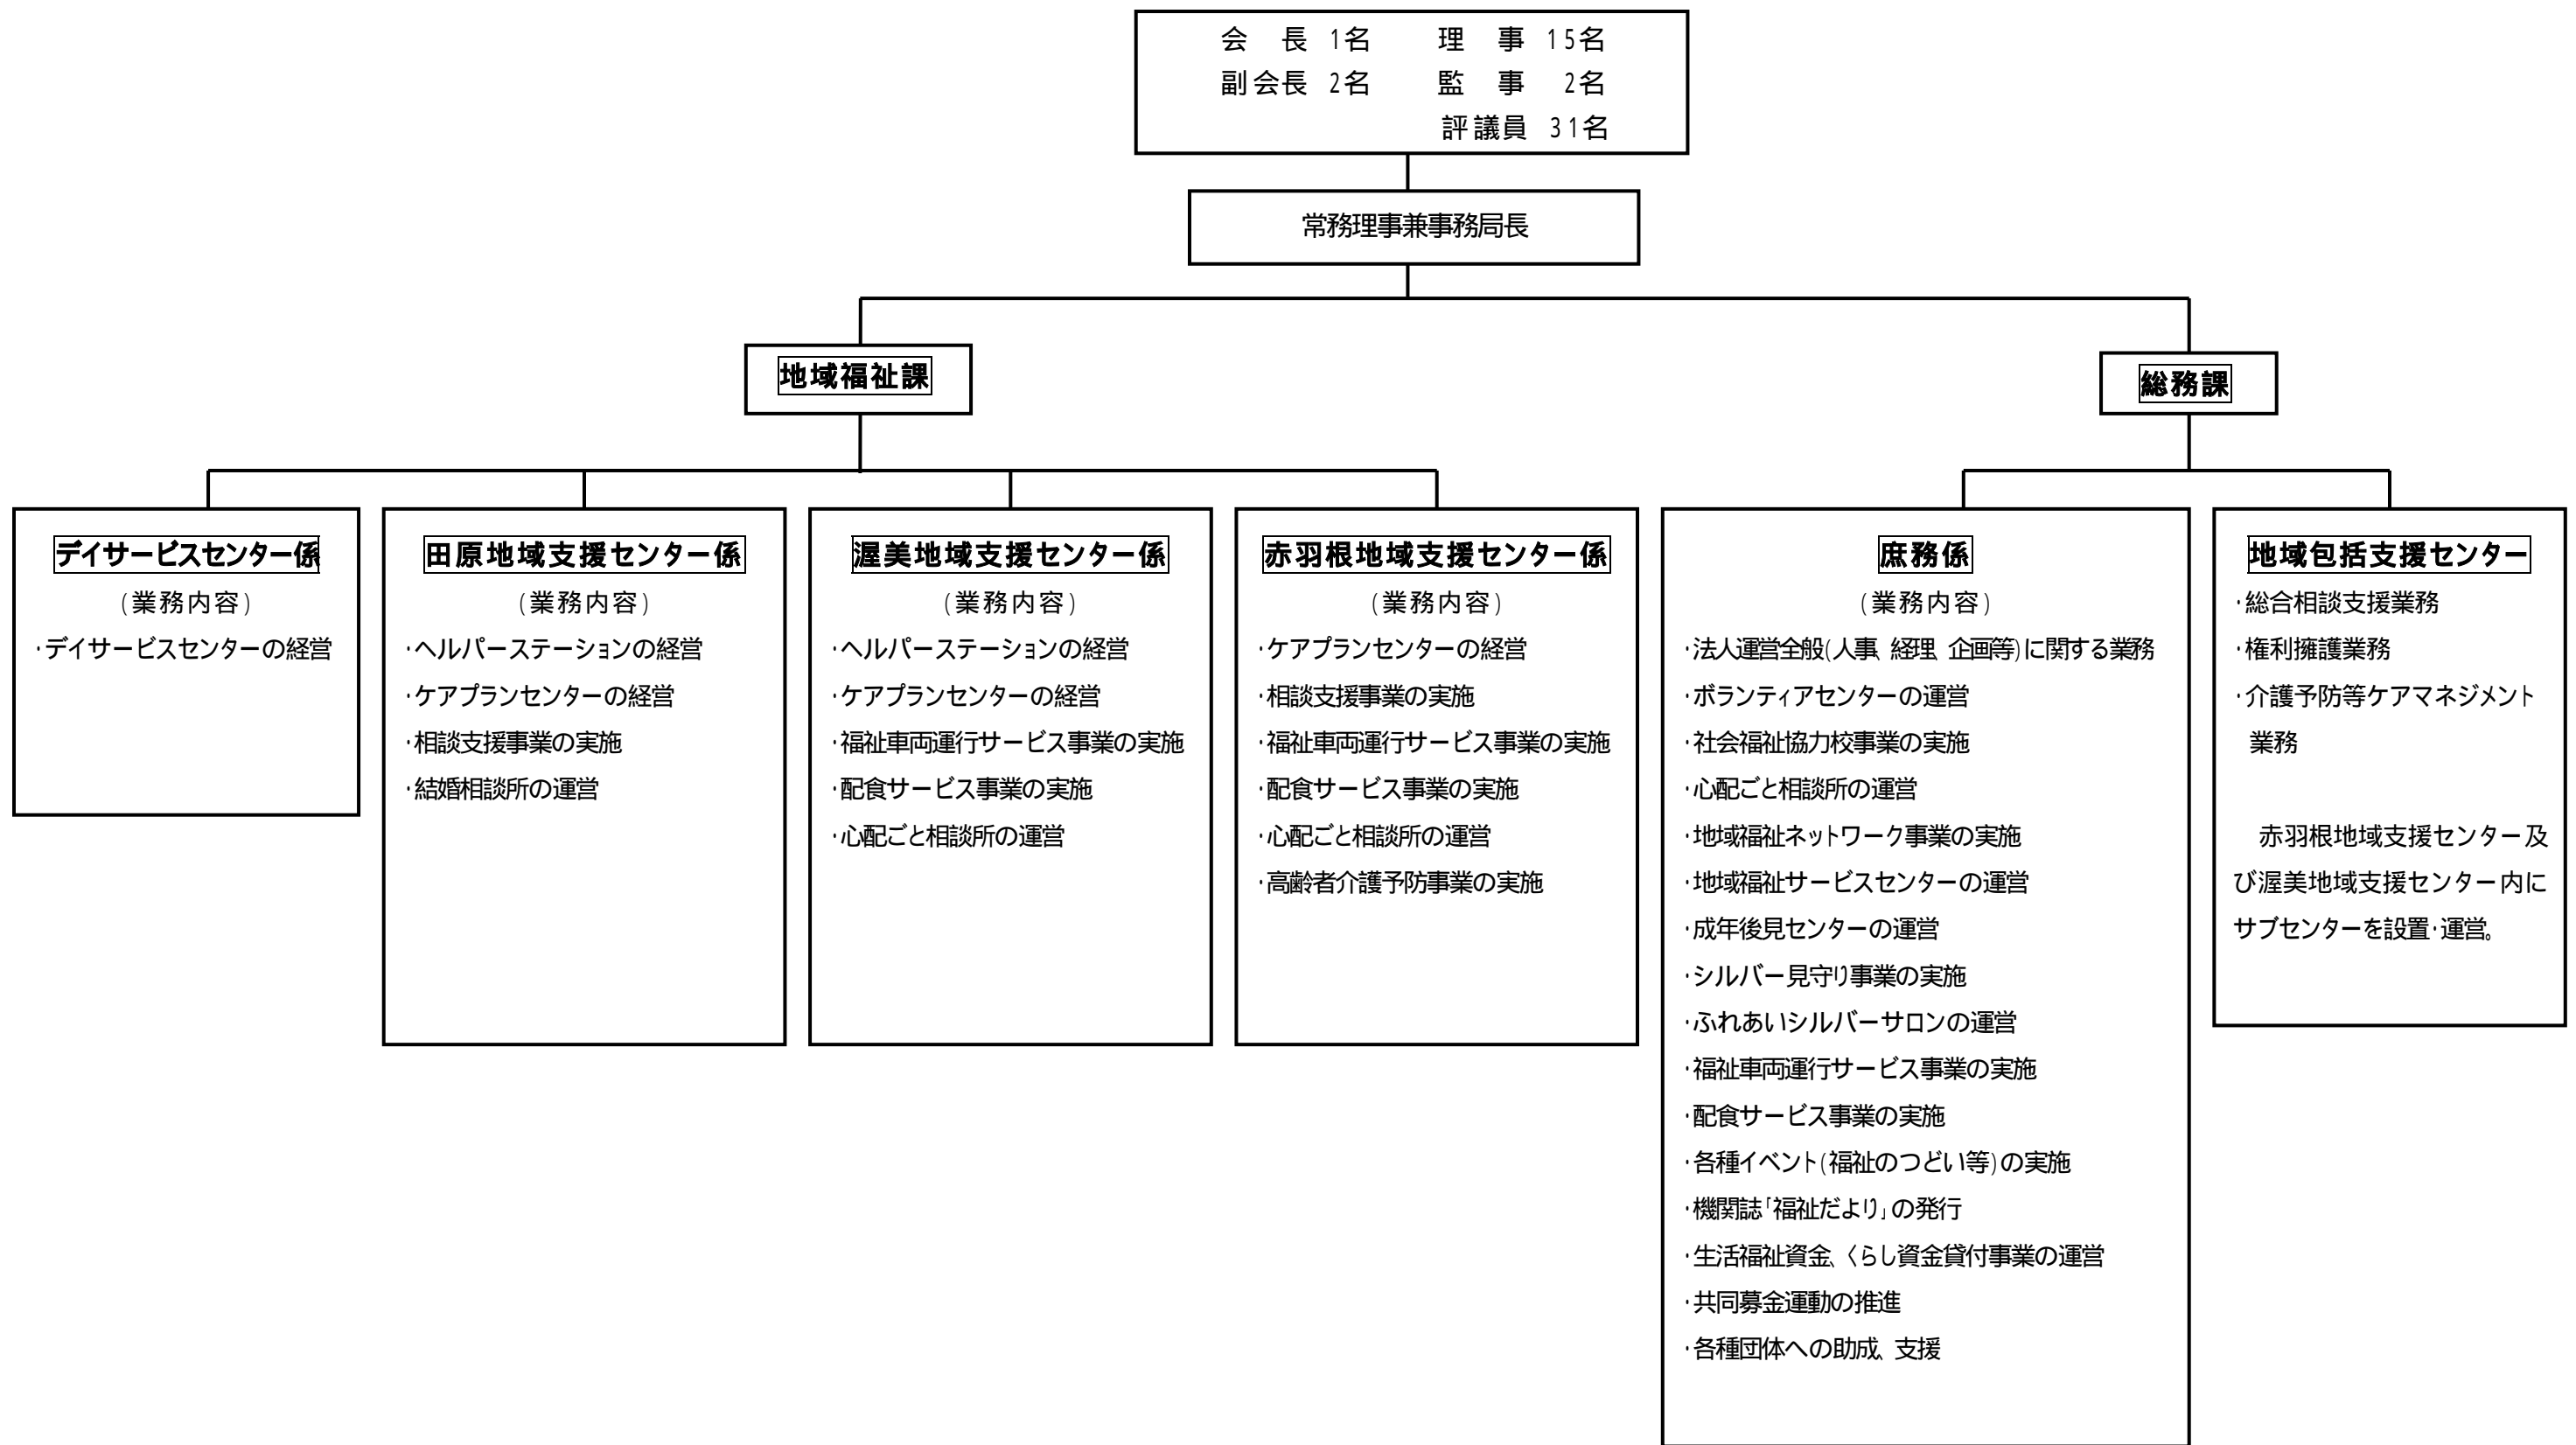 会　長 1名　　理　事 15名
副会長 2名　　監　事 2名
評議員 31名
常務理事兼事務局長
地域福祉課
総務課
デイサービスセンター係
(業務内容)
・デイサービスセンターの経営
田原地域支援センター係
(業務内容)
・ヘルパーステーションの経営
・ケアプランセンターの経営
・相談支援事業の実施
・結婚相談所の運営
渥美地域支援センター係
(業務内容)
・ヘルパーステーションの経営
・ケアプランセンターの経営
・福祉車両運行サービス事業の実施
・配食サービス事業の実施
・心配ごと相談所の運営
赤羽根地域支援センター係
(業務内容)
・ケアプランセンターの経営
・相談支援事業の実施
・福祉車両運行サービス事業の実施
・配食サービス事業の実施
・心配ごと相談所の運営
・高齢者介護予防事業の実施
庶務係
(業務内容)
・法人運営全般(人事、経理、企画等)に関する業務
・ボランティアセンターの運営
・社会福祉協力校事業の実施
・心配ごと相談所の運営
・地域福祉ネットワーク事業の実施
・地域福祉サービスセンターの運営
・成年後見センターの運営
・シルバー見守り事業の実施
・ふれあいシルバーサロンの運営
・福祉車両運行サービス事業の実施
・配食サービス事業の実施
・各種イベント(福祉のつどい等)の実施
・機関誌「福祉だより」の発行
・生活福祉資金、くらし資金貸付事業の運営
・共同募金運動の推進
・各種団体への助成、支援
地域包括支援センター
・総合相談支援業務
・権利擁護業務
・介護予防等ケアマネジメント
業務
赤羽根地域支援センター及
び渥美地域支援センター内に
サブセンターを設置・運営。